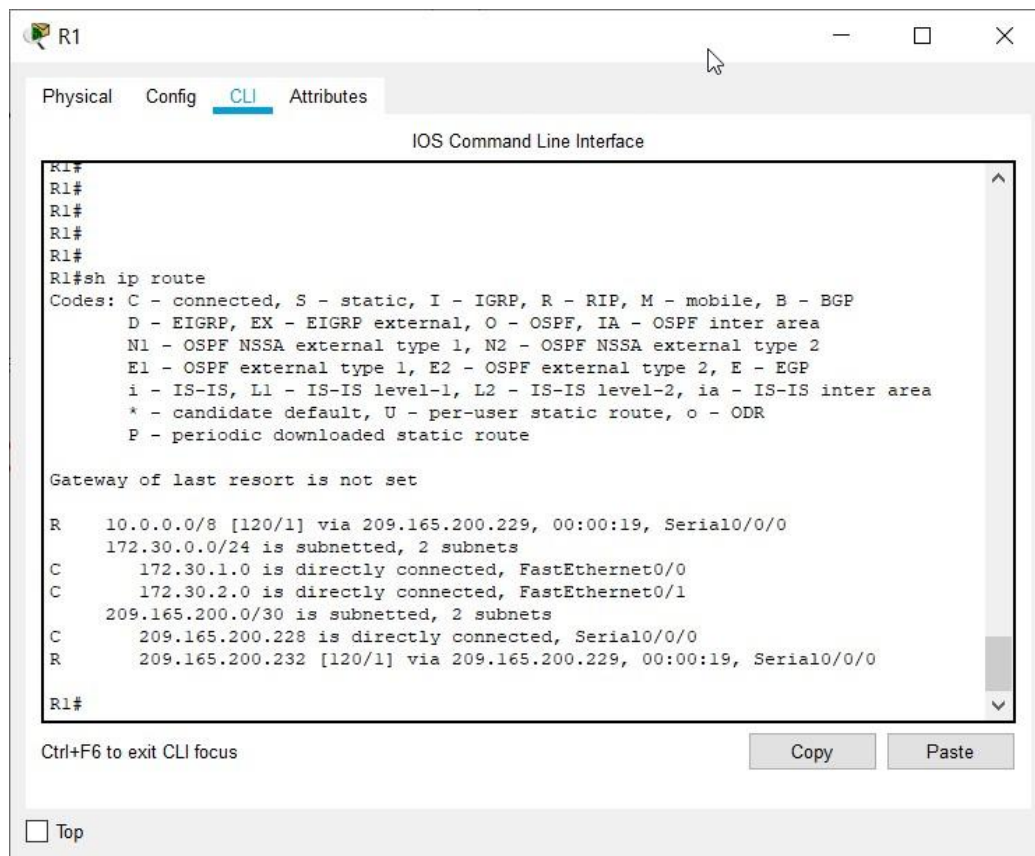 R1
Physical Config CLI Attributes
IOS Command Line Interface
R1#
R1#
R1#
R1#
R1#
R1#sh ip route
Codes: C - connected, S - static, I - IGRP, R - RIP, M - mobile, B - BGP
D - EIGRP, EX - EIGRP external, O - OSPF, IA - OSPF inter area
N1 - OSPF NSSA external type 1, N2 - OSPF NSSA external type 2
E1 - OSPF external type 1, E2 - OSPF external type 2, E - EGP
i - IS-IS, L1 - IS-IS level-1, L2 - IS-IS level-2, ia - IS-IS inter area
* - candidate default, U - per-user static route, o - ODR
P - periodic downloaded static route
Gateway of last resort is not set
R 10.0.0.0/8 [120/1] via 209.165.200.229, 00:00:19, Serial0/0/0
172.30.0.0/24 is subnetted, 2 subnets
C 172.30.1.0 is directly connected, FastEthernet0/0
C 172.30.2.0 is directly connected, FastEthernet0/1
209.165.200.0/30 is subnetted, 2 subnets
C 209.165.200.228 is directly connected, Serial0/0/0
R 209.165.200.232 [120/1] via 209.165.200.229, 00:00:19, Serial0/0/0
R1#
Ctrl+F6 to exit CLI focus
Copy Paste
Top